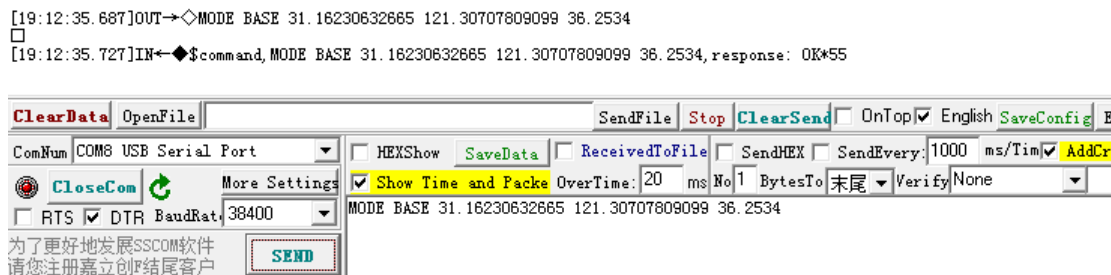 [19:12:35.687]OUT→◇MODE BASE 31.16230632665 121.30707809099 36.2534
□
[19:12:35.727]IN←◆$command,MODE BASE 31.16230632665 121.30707809099 36.2534,response: OK*55
ClearData OpenFile SendFile Stop ClearSend OnTop English SaveConfig
ComNum COM8 USB Serial Port HEXShow SaveData ReceivedToFile SendHEX SendEvery: 1000 ms/Tim AddCr
CloseCom More Settings Show Time and Packe OverTime: 20 ms No 1 BytesTo 末尾 Verify None
RTS DTR BaudRat 38400 MODE BASE 31.16230632665 121.30707809099 36.2534
为了更好地发展SSCOM软件
请您注册嘉立创F结尾客户
SEND